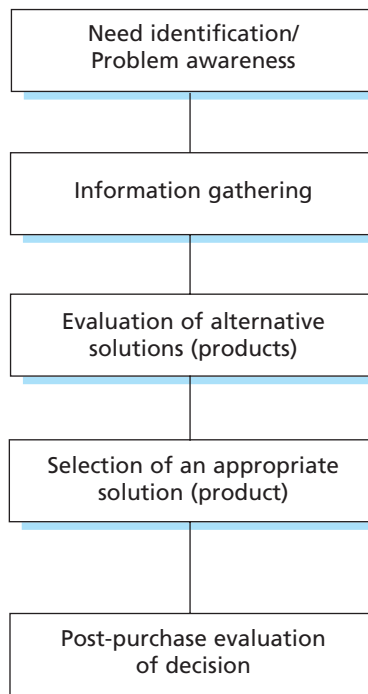 Need identification/
Problem awareness
Information gathering
Evaluation of alternative
solutions (products)
Selection of an appropriate
solution (product)
Post-purchase evaluation
of decision